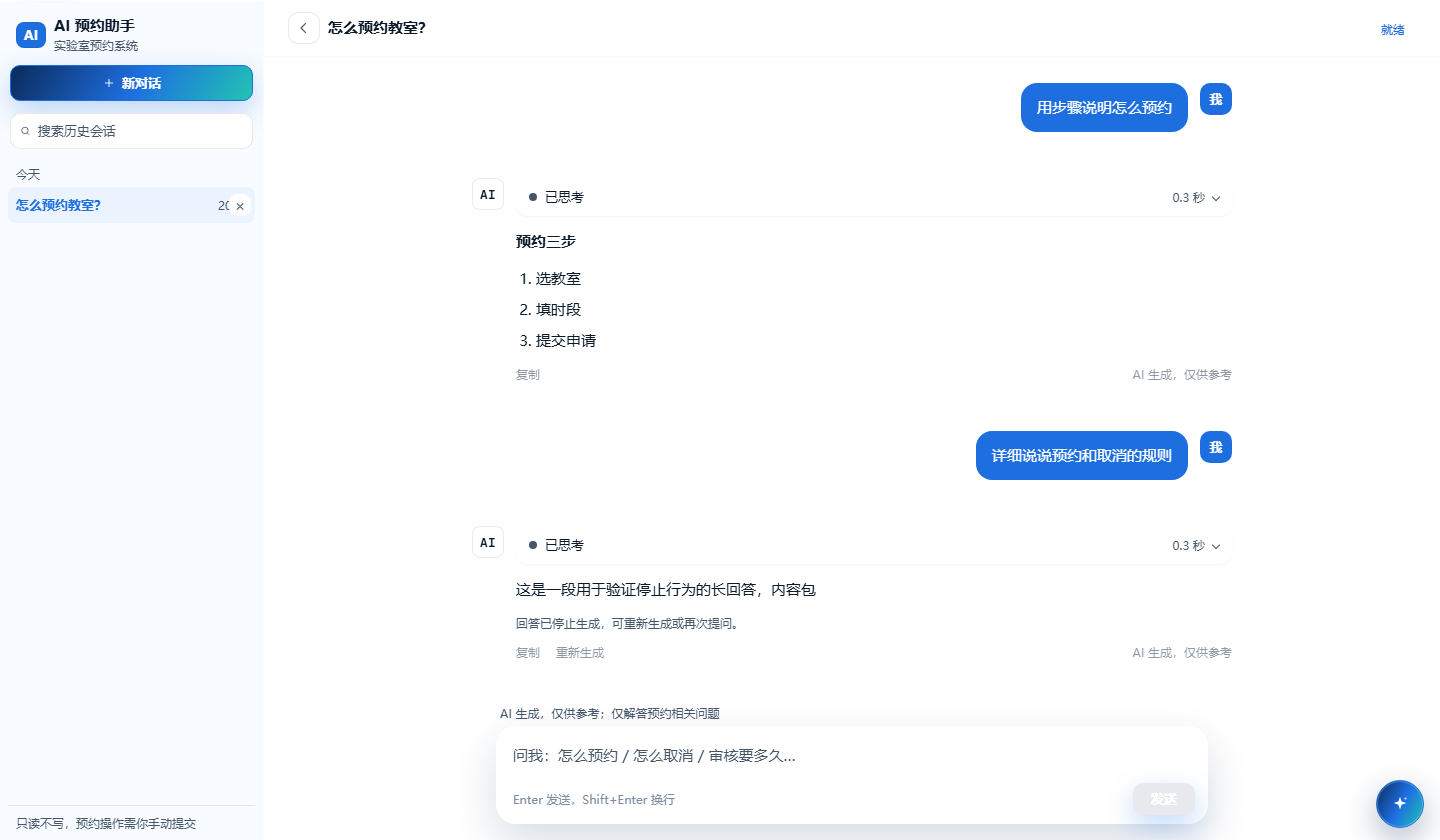 AI
AI 预约助手
实验室预约系统
+ 新对话
搜索历史会话
今天
怎么预约教室?
20
只读不写，预约操作需你手动提交
怎么预约教室?
就绪
用步骤说明怎么预约
我
AI
已思考
0.3 秒
预约三步
1. 选教室
2. 填时段
3. 提交申请
复制
AI 生成，仅供参考
详细说说预约和取消的规则
我
AI
已思考
0.3 秒
这是一段用于验证停止行为的长回答，内容包
回答已停止生成，可重新生成或再次提问。
复制 重新生成
AI 生成，仅供参考
AI 生成，仅供参考；仅解答预约相关问题
问我：怎么预约 / 怎么取消 / 审核要多久...
Enter 发送，Shift+Enter 换行
发送